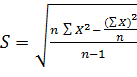 S = √((n ∑X² − (∑X)²/n)/(n−1))